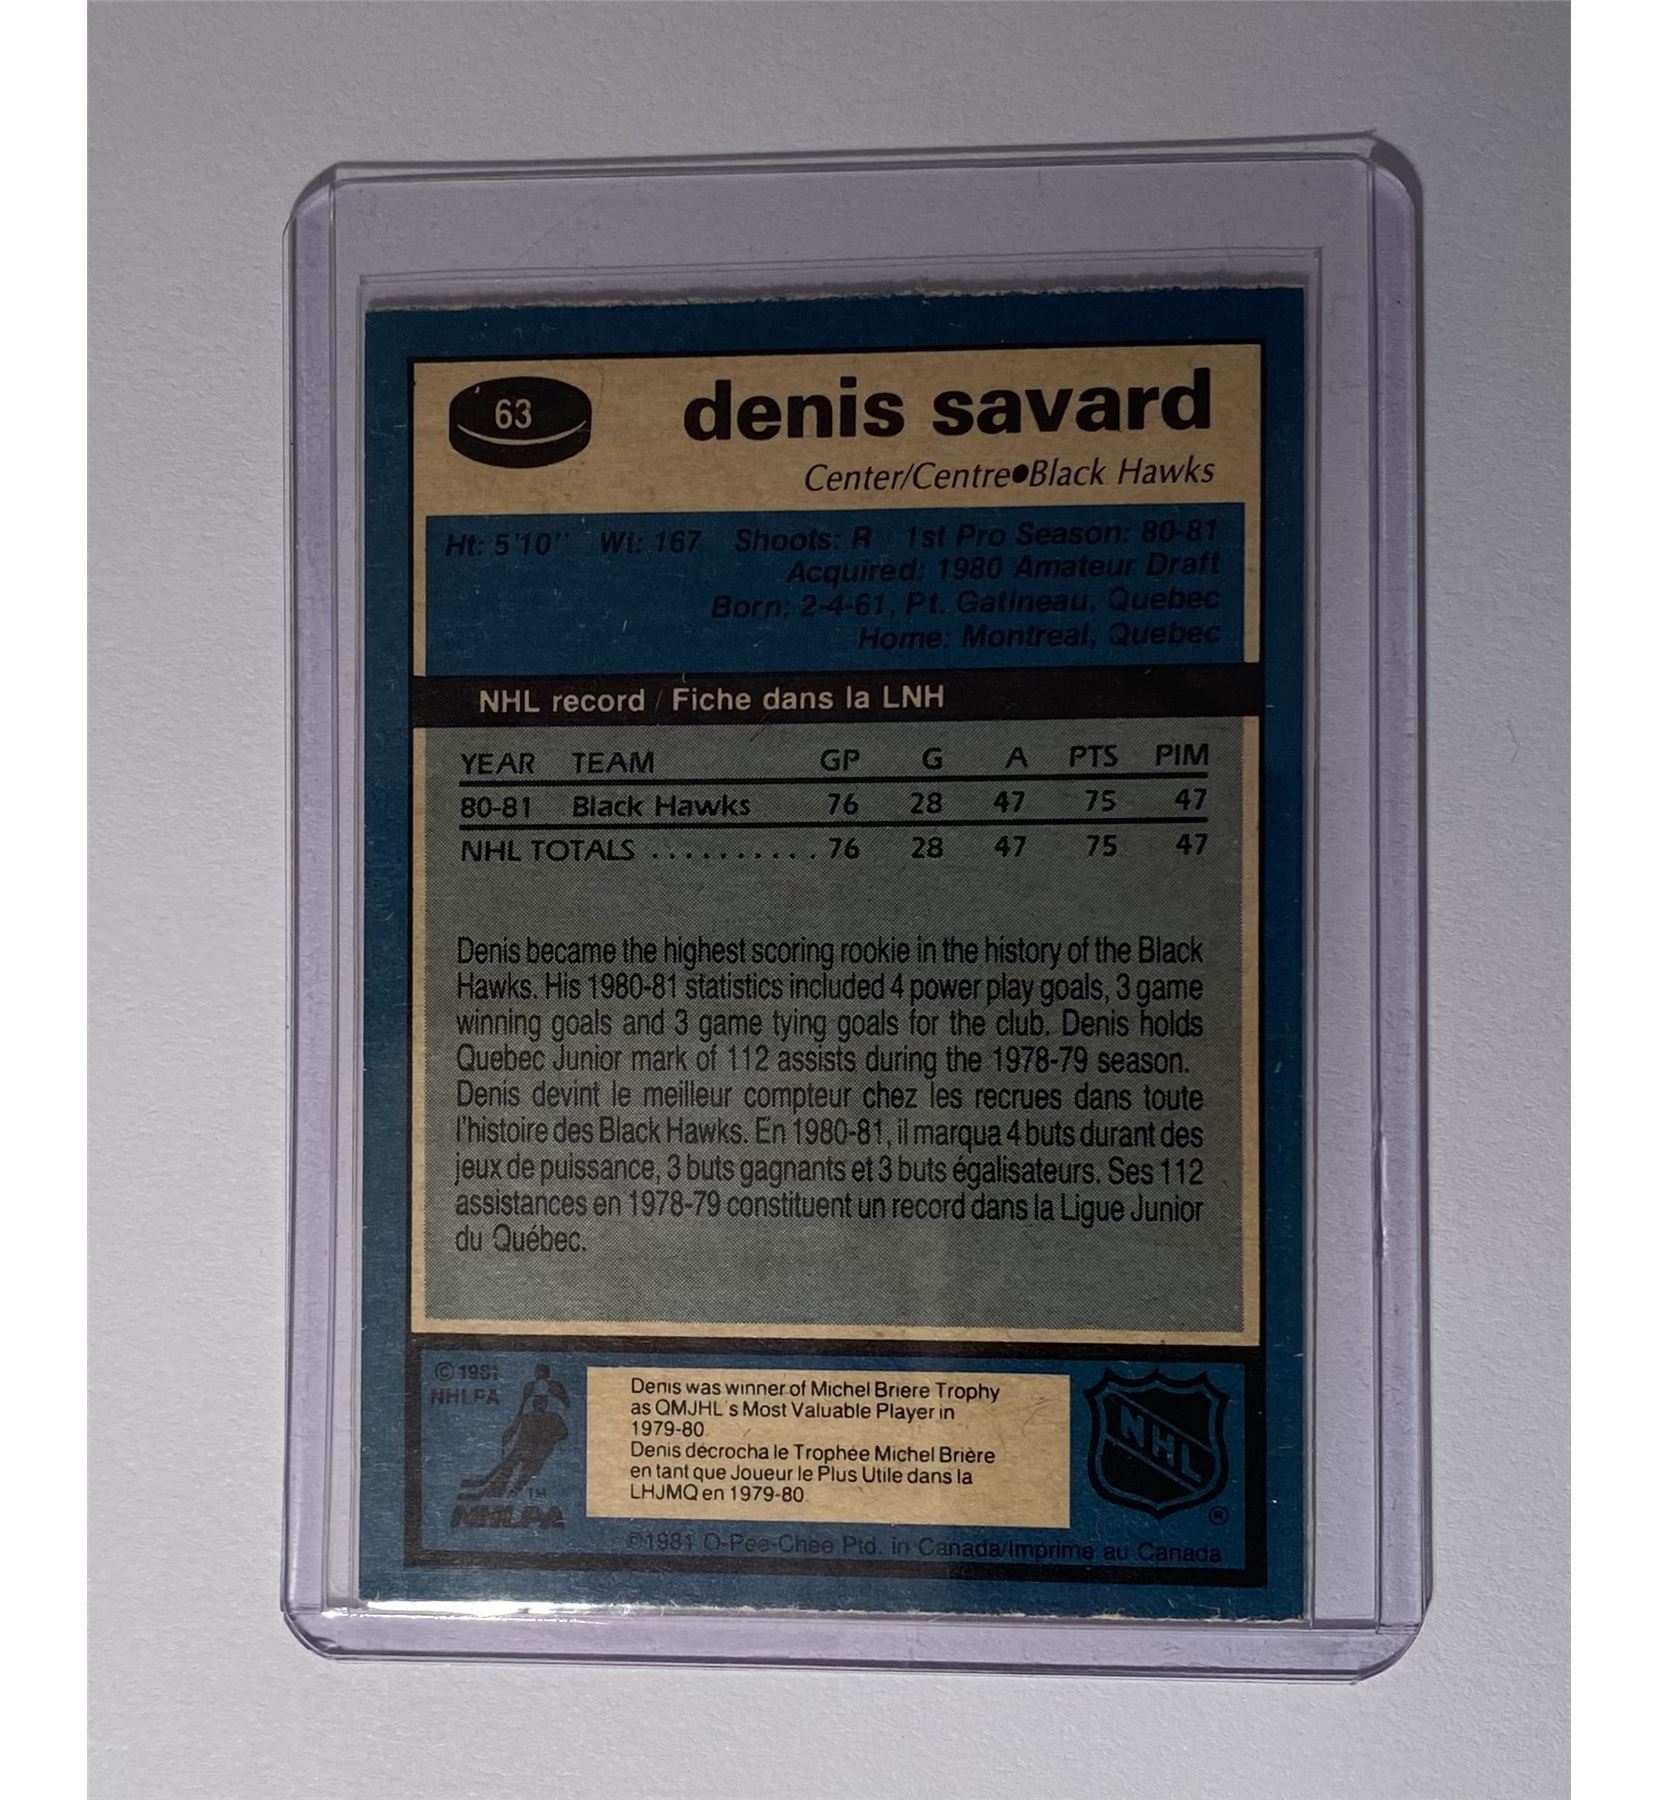 63
denis savard
Center/Centre●Black Hawks
Ht: 5'10" Wt: 167 Shoots: R 1st Pro Season: 80-81
Acquired: 1980 Amateur Draft
Born: 2-4-61, Pt. Gatineau, Quebec
Home: Montreal, Quebec
NHL record / Fiche dans la LNH
YEAR TEAM GP G A PTS PIM
80-81 Black Hawks 76 28 47 75 47
NHL TOTALS .......... 76 28 47 75 47
Denis became the highest scoring rookie in the history of the Black
Hawks. His 1980-81 statistics included 4 power play goals, 3 game
winning goals and 3 game tying goals for the club. Denis holds
Quebec Junior mark of 112 assists during the 1978-79 season.
Denis devint le meilleur compteur chez les recrues dans toute
l'histoire des Black Hawks. En 1980-81, il marqua 4 buts durant des
jeux de puissance, 3 buts gagnants et 3 buts égalisateurs. Ses 112
assistances en 1978-79 constituent un record dans la Ligue Junior
du Québec.
© 1981
NHLPA
TM
NHLPA
Denis was winner of Michel Briere Trophy
as QMJHL's Most Valuable Player in
1979-80.
Denis décrocha le Trophée Michel Brière
en tant que Joueur le Plus Utile dans la
LHJMQ en 1979-80.
NHL
®
©1981 O-Pee-Chee Ptd. in Canada/Imprime au Canada